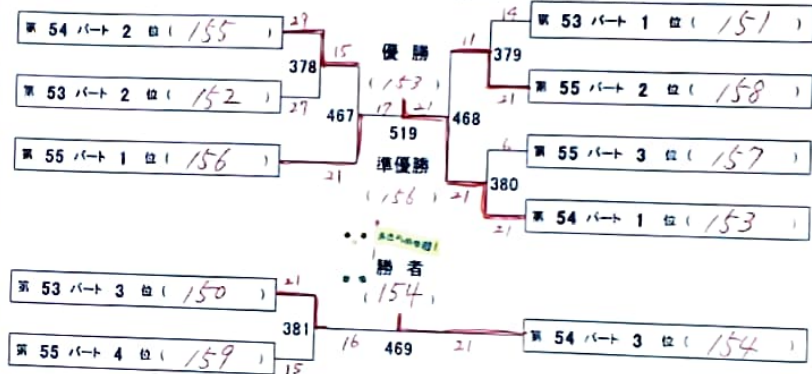 第 54 パート 2 位 ( 155 )
29
15
378
第 53 パート 2 位 ( 152 )
27
467
第 55 パート 1 位 ( 156 )
21
優 勝
( 153 )
17 21
519
準優勝
( 156 )
14
第 53 パート 1 位 ( 151 )
11
379
第 55 パート 2 位 ( 158 )
21
468
6
第 55 パート 3 位 ( 157 )
380
21
第 54 パート 1 位 ( 153 )
21
勝 者
( 154 )
第 53 パート 3 位 ( 150 )
21
381
第 55 パート 4 位 ( 159 )
15
16
469
21
第 54 パート 3 位 ( 154 )